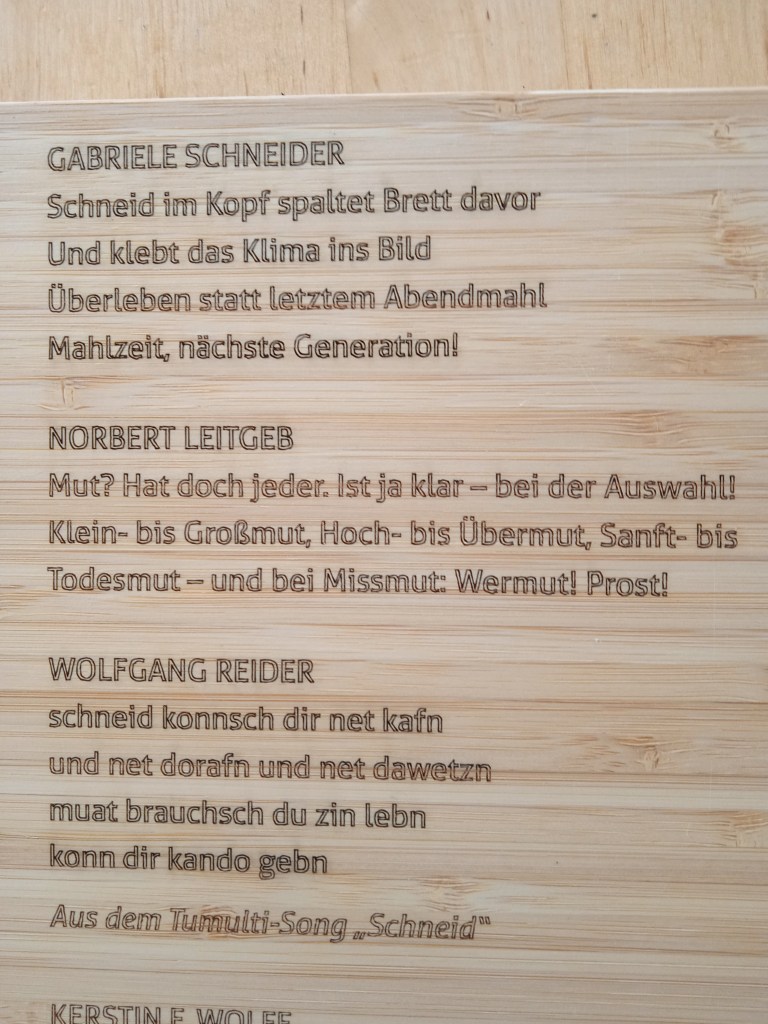 GABRIELE SCHNEIDER
Schneid im Kopf spaltet Brett davor
Und klebt das Klima ins Bild
Überleben statt letztem Abendmahl
Mahlzeit, nächste Generation!
NORBERT LEITGEB
Mut? Hat doch jeder. Ist ja klar – bei der Auswahl!
Klein- bis Großmut, Hoch- bis Übermut, Sanft- bis
Todesmut – und bei Missmut: Wermut! Prost!
WOLFGANG REIDER
schneid konnsch dir net kafn
und net dorafn und net dawetzn
muat brauchsch du zin lebn
konn dir kando gebn
Aus dem Tumulti-Song „Schneid“
KERSTIN F. WOLFF